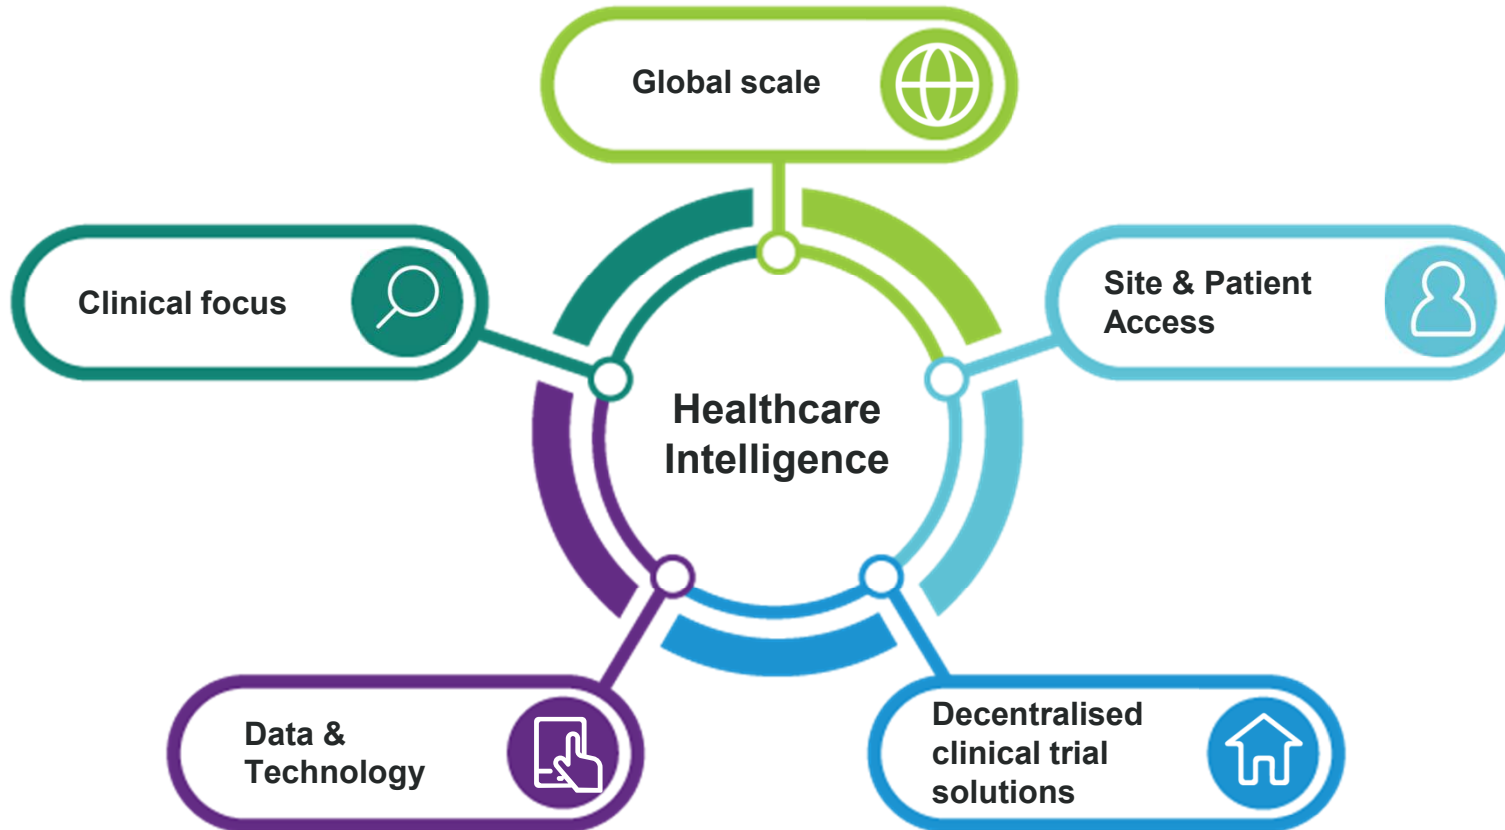 Global scale
Clinical focus
Site & Patient
Access
Healthcare
Intelligence
Data &
Technology
Decentralised
clinical trial
solutions